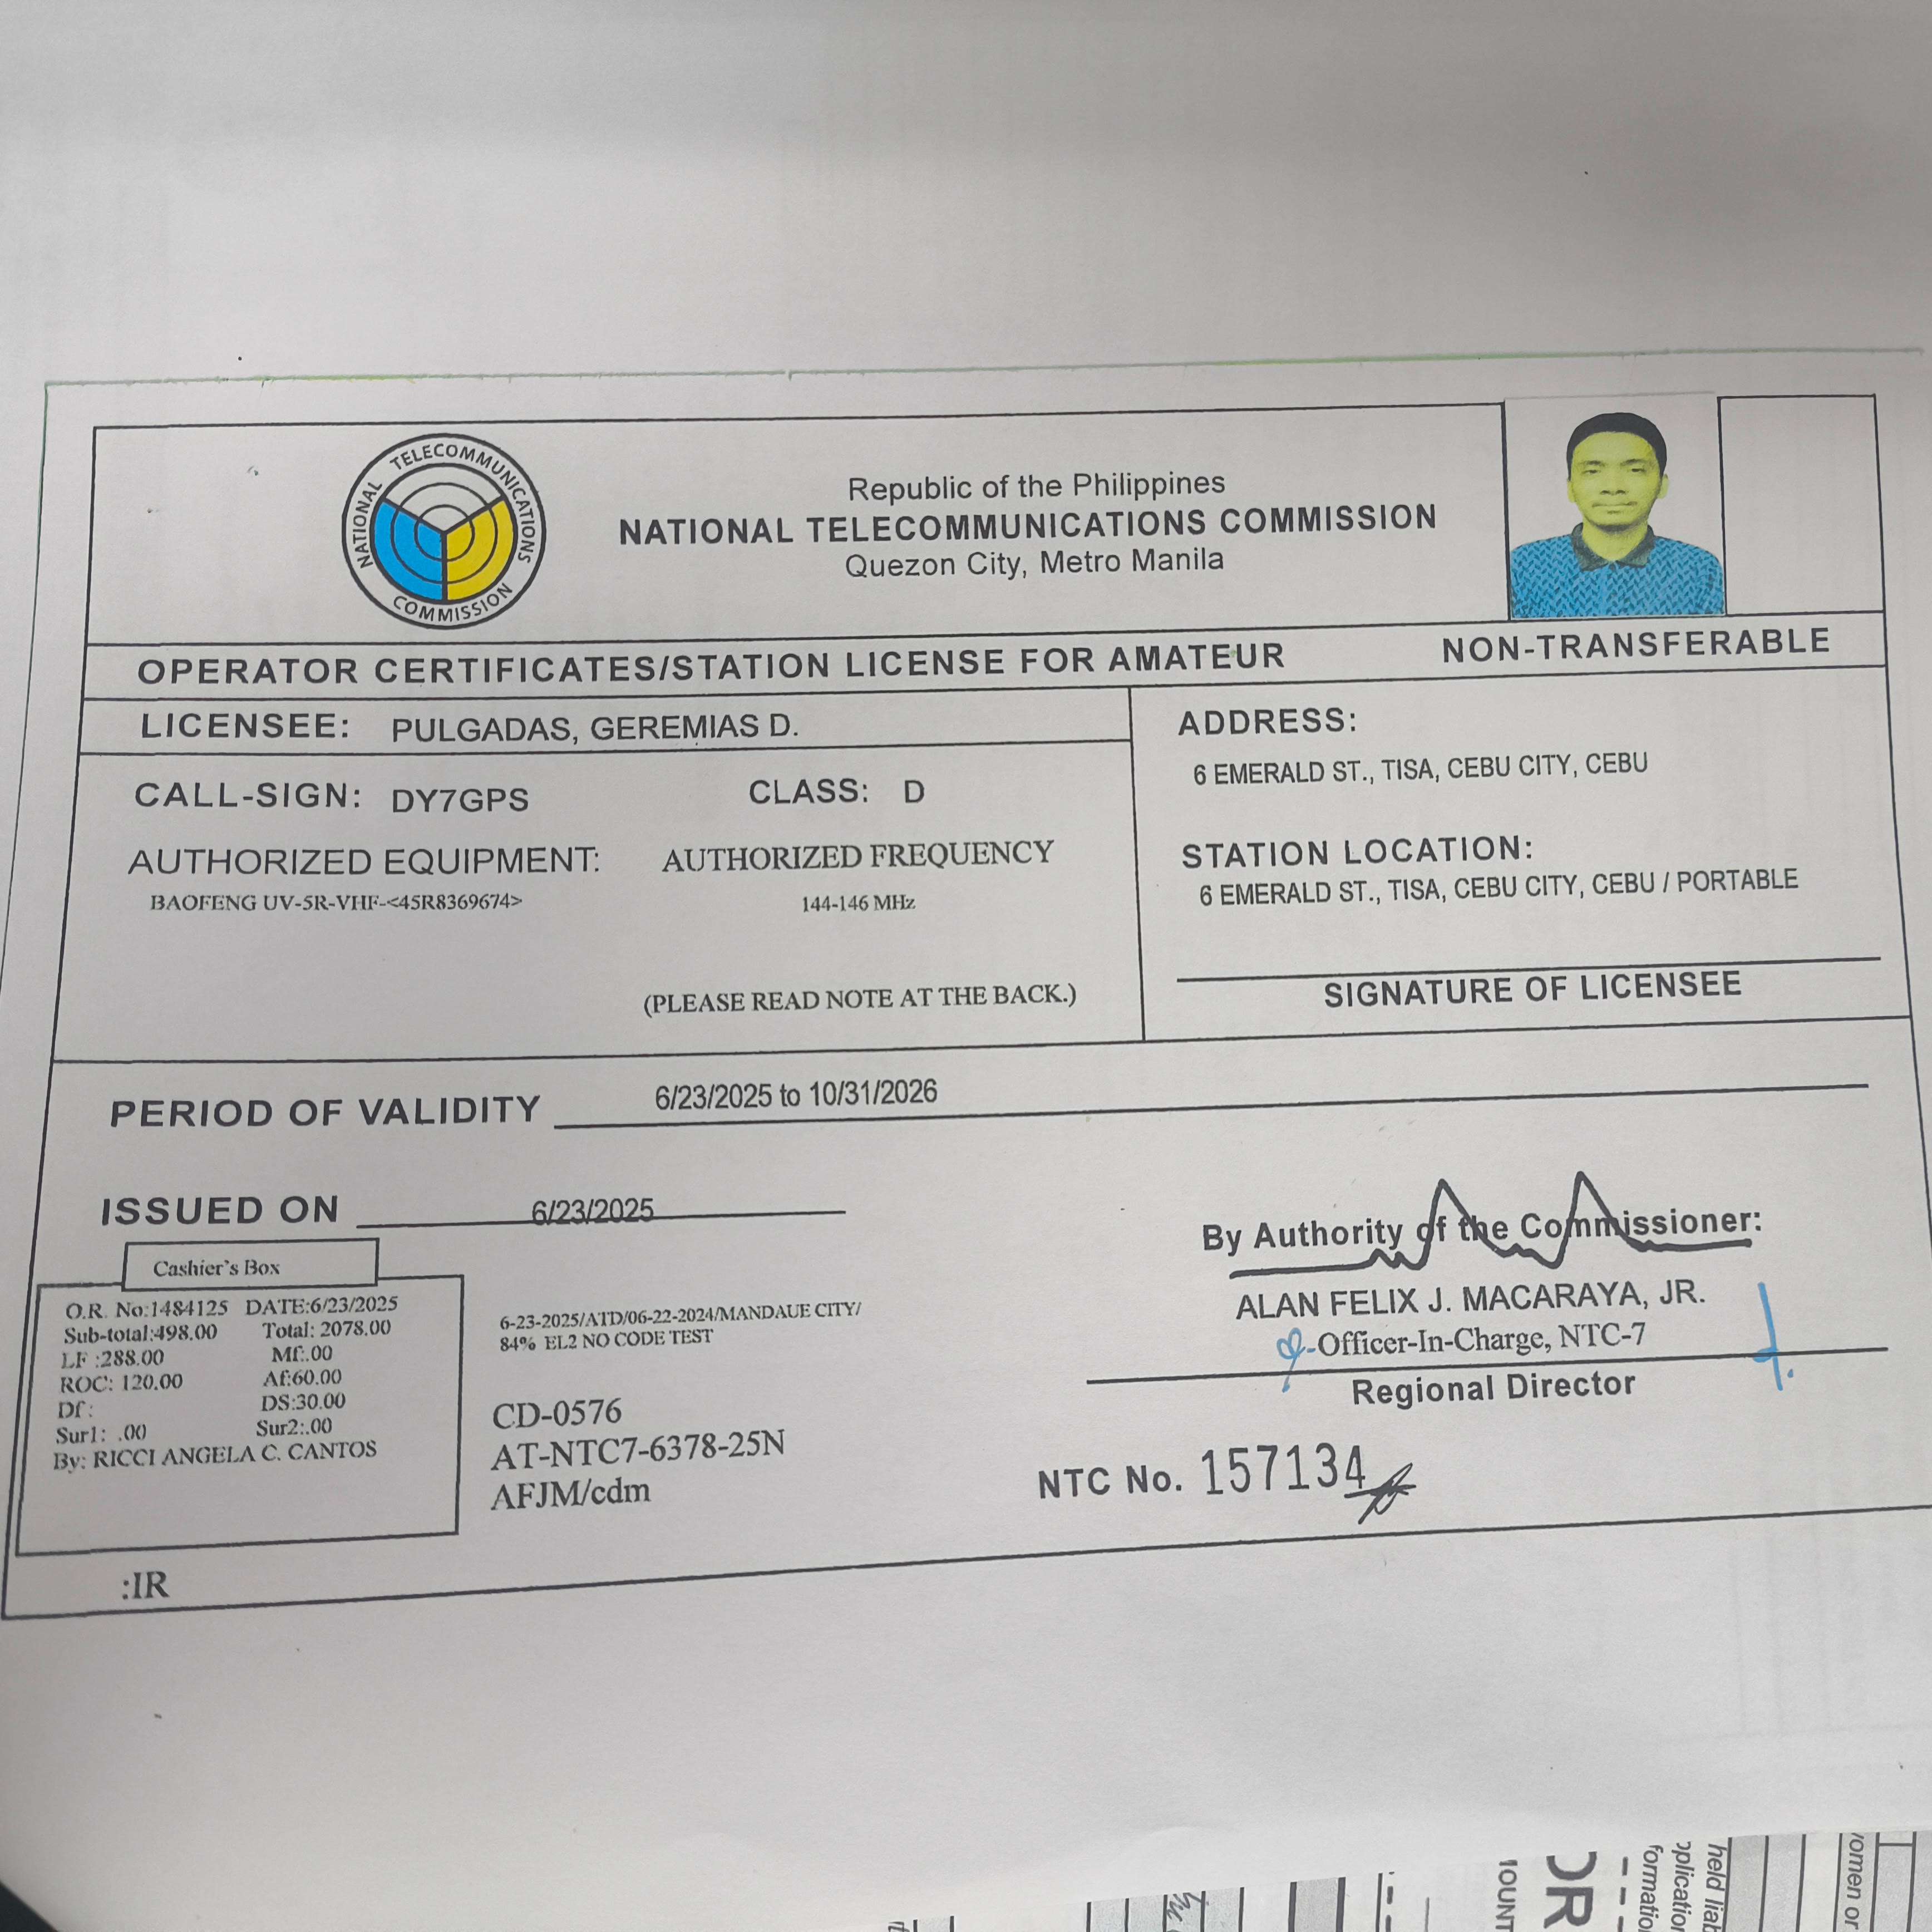 NATIONAL TELECOMMUNICATIONS COMMISSION
Republic of the Philippines
NATIONAL TELECOMMUNICATIONS COMMISSION
Quezon City, Metro Manila
OPERATOR CERTIFICATES/STATION LICENSE FOR AMATEUR NON-TRANSFERABLE
LICENSEE: PULGADAS, GEREMIAS D.
CALL-SIGN: DY7GPS CLASS: D
AUTHORIZED EQUIPMENT: AUTHORIZED FREQUENCY
BAOFENG UV-5R-VHF-<45R8369674> 144-146 MHz
(PLEASE READ NOTE AT THE BACK.)
ADDRESS:
6 EMERALD ST., TISA, CEBU CITY, CEBU
STATION LOCATION:
6 EMERALD ST., TISA, CEBU CITY, CEBU / PORTABLE
SIGNATURE OF LICENSEE
PERIOD OF VALIDITY 6/23/2025 to 10/31/2026
ISSUED ON 6/23/2025
Cashier's Box
O.R. No:1484125 DATE:6/23/2025
Sub-total:498.00 Total: 2078.00
LF :288.00 Mf:.00
ROC: 120.00 Af:60.00
Df: DS:30.00
Sur1: .00 Sur2:.00
By: RICCI ANGELA C. CANTOS
6-23-2025/ATD/06-22-2024/MANDAUE CITY/
84% EL2 NO CODE TEST
CD-0576
AT-NTC7-6378-25N
AFJM/cdm
By Authority of the Commissioner:
ALAN FELIX J. MACARAYA, JR.
-Officer-In-Charge, NTC-7
Regional Director
NTC No. 157134
:IR